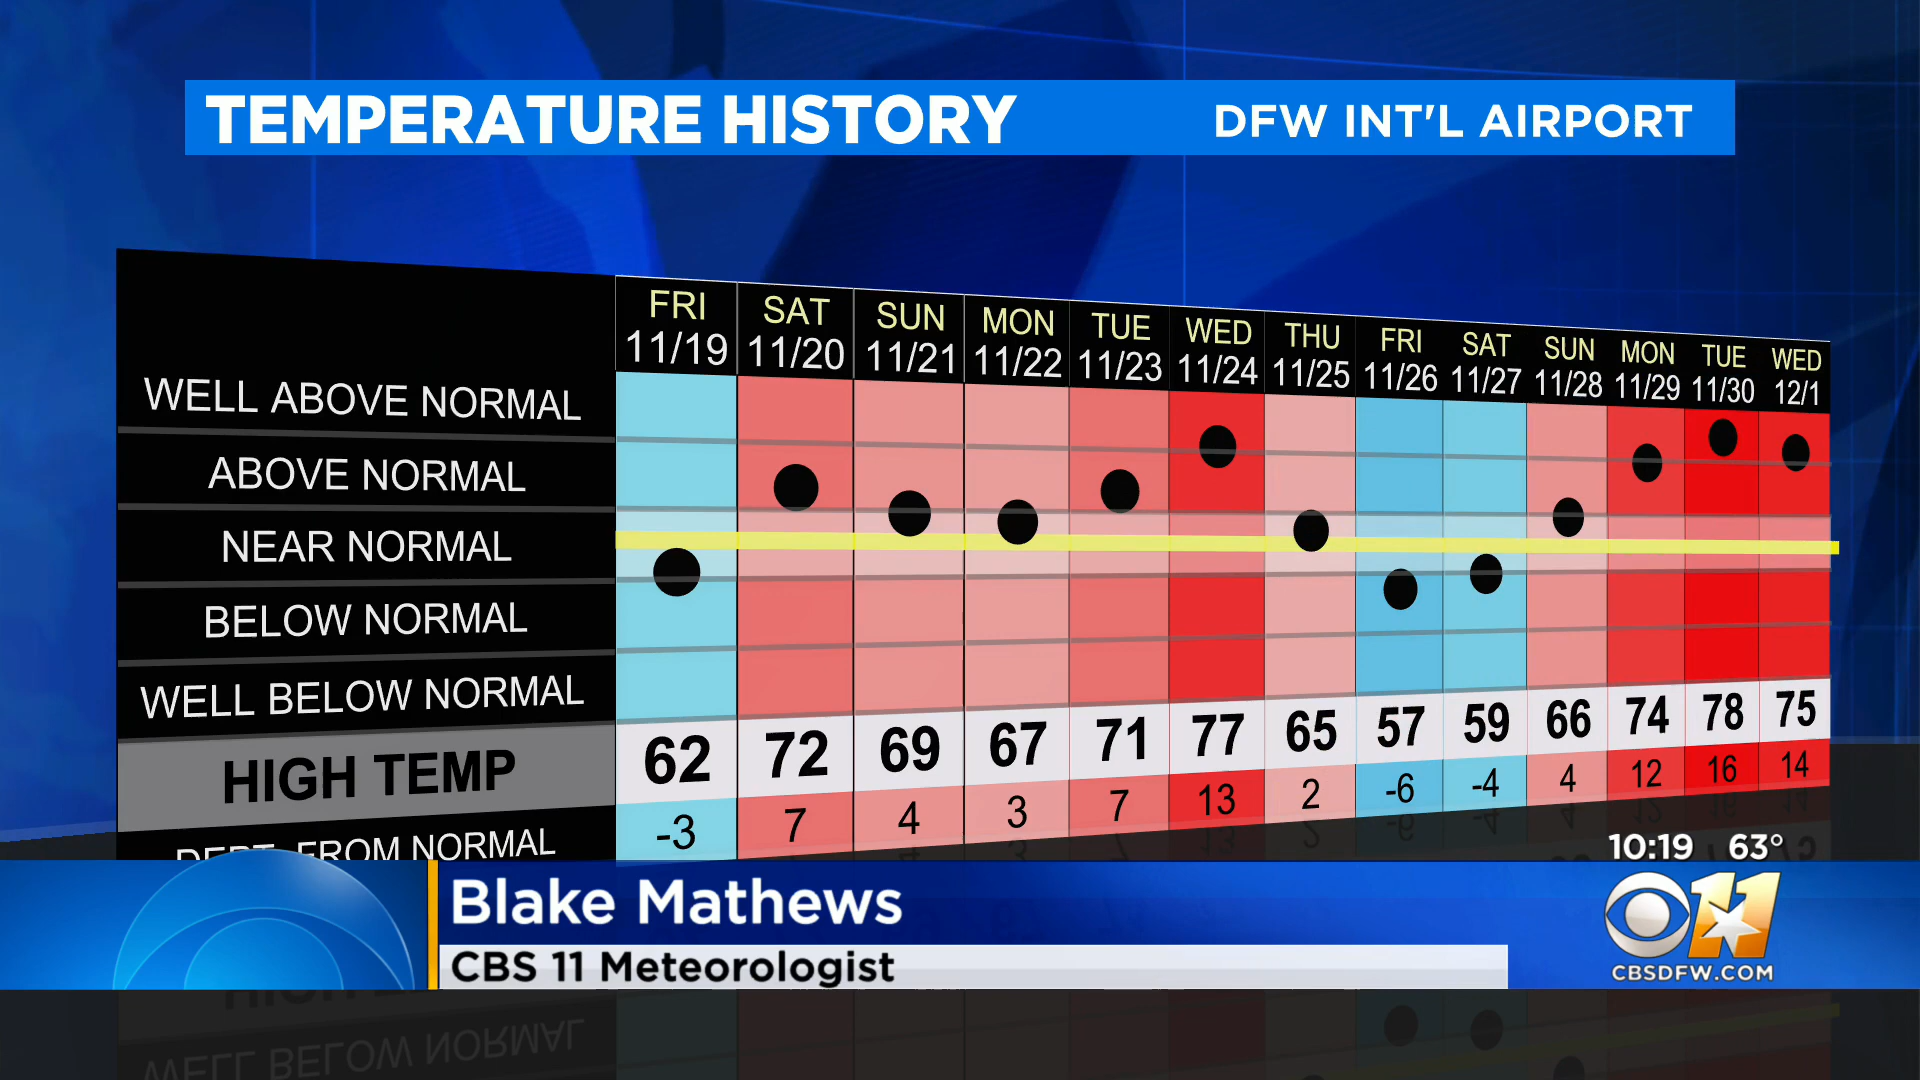 TEMPERATURE HISTORY DFW INT'L AIRPORT
FRI SAT SUN MON TUE WED THU FRI SAT SUN MON TUE WED
11/19 11/20 11/21 11/22 11/23 11/24 11/25 11/26 11/27 11/28 11/29 11/30 12/1
WELL ABOVE NORMAL
ABOVE NORMAL
NEAR NORMAL
BELOW NORMAL
WELL BELOW NORMAL
HIGH TEMP 62 72 69 67 71 77 65 57 59 66 74 78 75
DEPT. FROM NORMAL -3 7 4 3 7 13 2 -6 -4 4 12 16 14
10:19 63°
Blake Mathews
CBS 11 Meteorologist
11
CBSDFW.COM